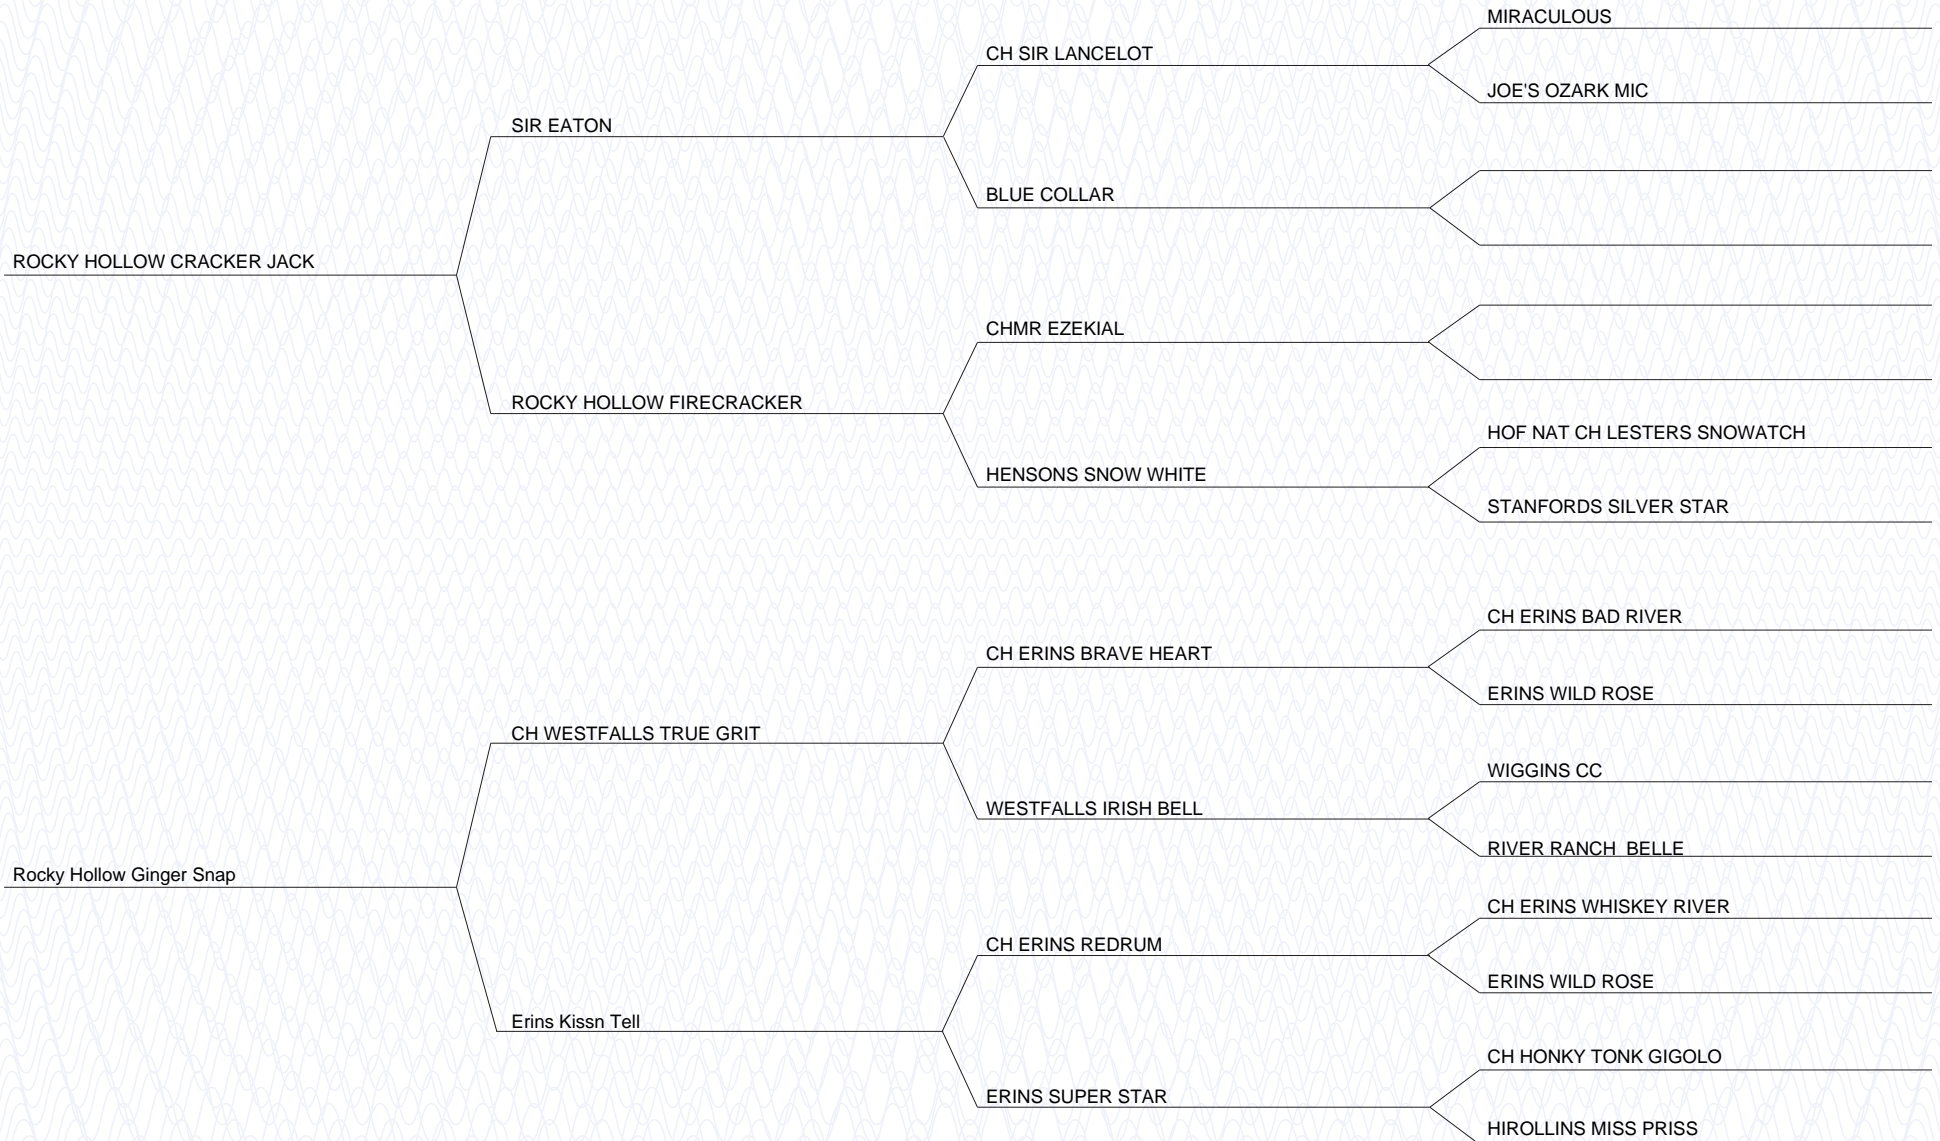 MIRACULOUS
CH SIR LANCELOT
JOE'S OZARK MIC
SIR EATON
BLUE COLLAR
ROCKY HOLLOW CRACKER JACK
CHMR EZEKIAL
ROCKY HOLLOW FIRECRACKER
HOF NAT CH LESTERS SNOWATCH
HENSONS SNOW WHITE
STANFORDS SILVER STAR
CH ERINS BAD RIVER
CH ERINS BRAVE HEART
ERINS WILD ROSE
CH WESTFALLS TRUE GRIT
WIGGINS CC
WESTFALLS IRISH BELL
RIVER RANCH  BELLE
Rocky Hollow Ginger Snap
CH ERINS WHISKEY RIVER
CH ERINS REDRUM
ERINS WILD ROSE
Erins Kissn Tell
CH HONKY TONK GIGOLO
ERINS SUPER STAR
HIROLLINS MISS PRISS